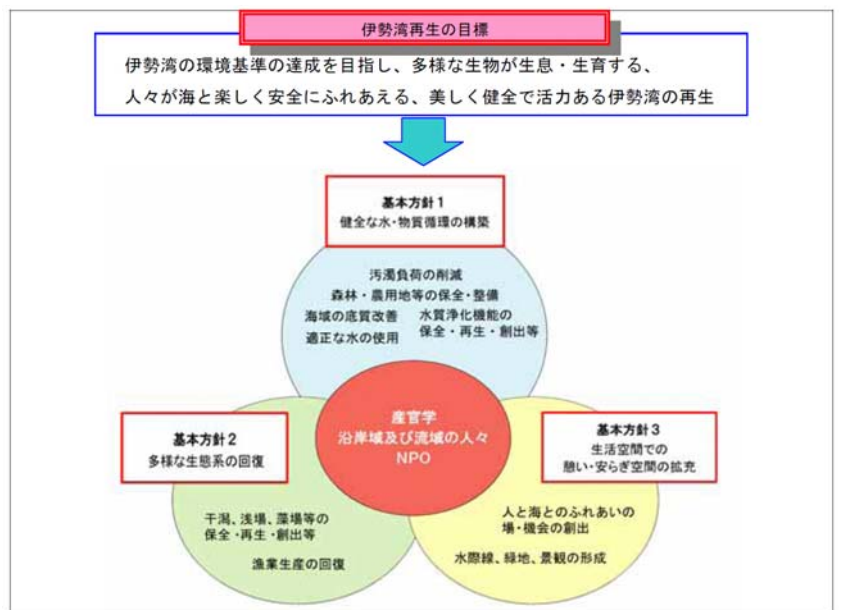 伊勢湾再生の目標
伊勢湾の環境基準の達成を目指し、多様な生物が生息・生育する、
人々が海と楽しく安全にふれあえる、美しく健全で活力ある伊勢湾の再生
基本方針1
健全な水・物質循環の構築
汚濁負荷の削減
森林・農用地等の保全・整備
海域の底質改善
適正な水の使用
水質浄化機能の
保全・再生・創出等
産官学
沿岸域及び流域の人々
NPO
基本方針2
多様な生態系の回復
干潟、浅場、藻場等の
保全・再生・創出等
漁業生産の回復
基本方針3
生活空間での
憩い・安らぎ空間の拡充
人と海とのふれあいの
場・機会の創出
水際線、緑地、景観の形成